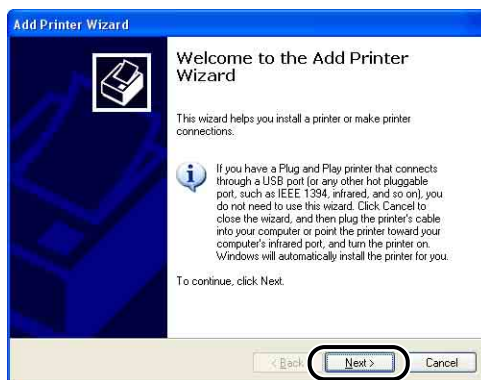 Add Printer Wizard
Welcome to the Add Printer
Wizard
This wizard helps you install a printer or make printer
connections.
If you have a Plug and Play printer that connects
through a USB port (or any other hot pluggable
port, such as IEEE 1394, infrared, and so on), you
do not need to use this wizard. Click Cancel to
close the wizard, and then plug the printer's cable
into your computer or point the printer toward your
computer's infrared port, and turn the printer on.
Windows will automatically install the printer for you.
To continue, click Next.
< Back Next > Cancel